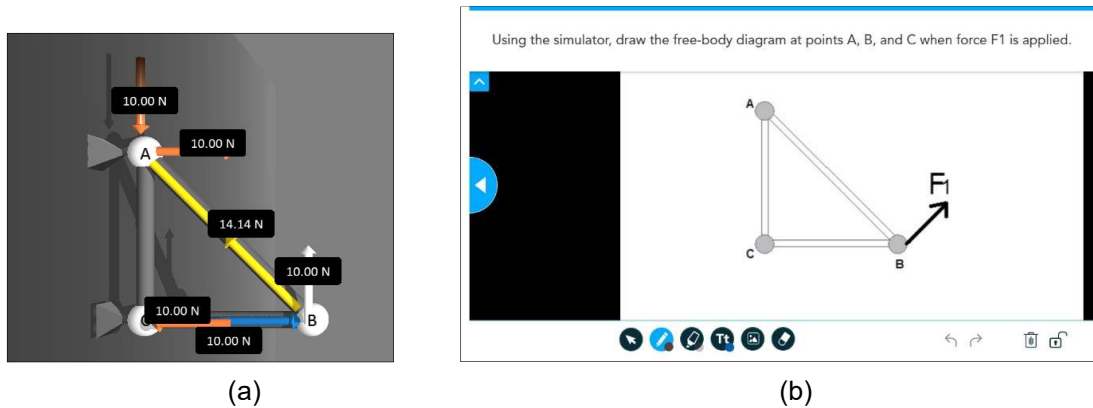 Using the simulator, draw the free-body diagram at points A, B, and C when force F1 is applied.
10.00 N
10.00 N
A
14.14 N
10.00 N
10.00 N
B
10.00 N
A
F1
C
B
Tt
(a)
(b)